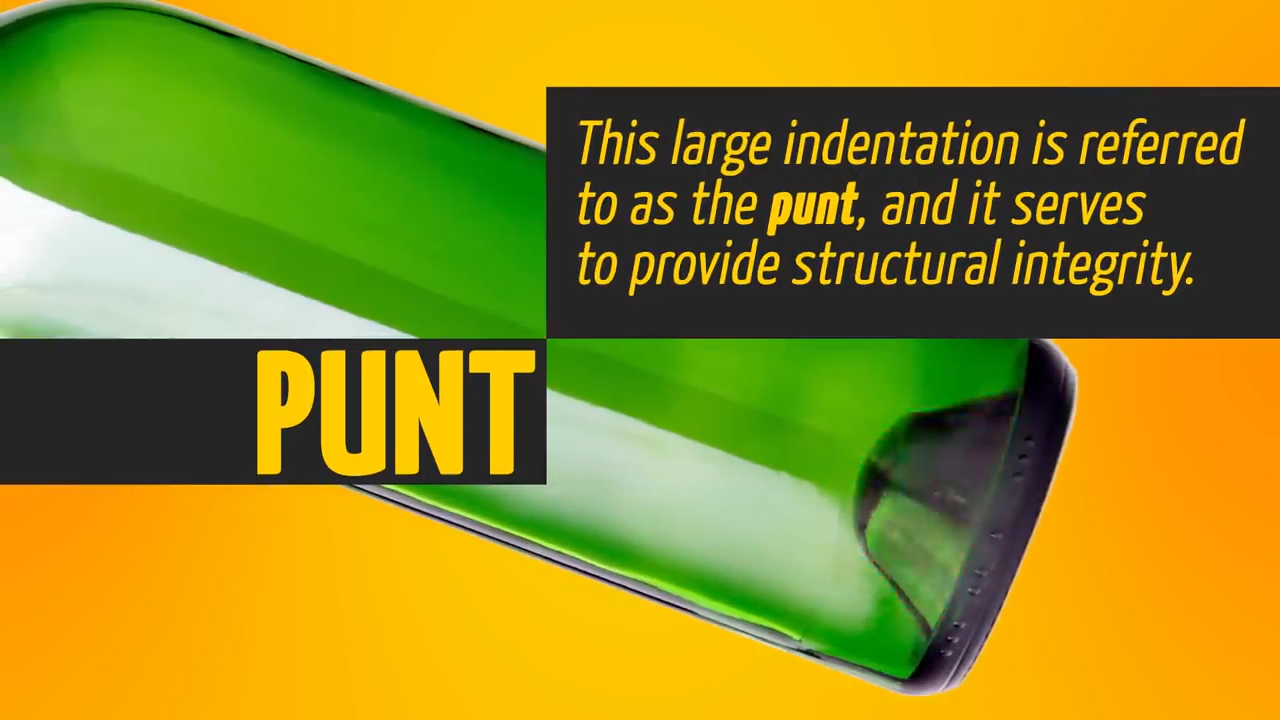 This large indentation is referred
to as the punt, and it serves
to provide structural integrity.
PUNT